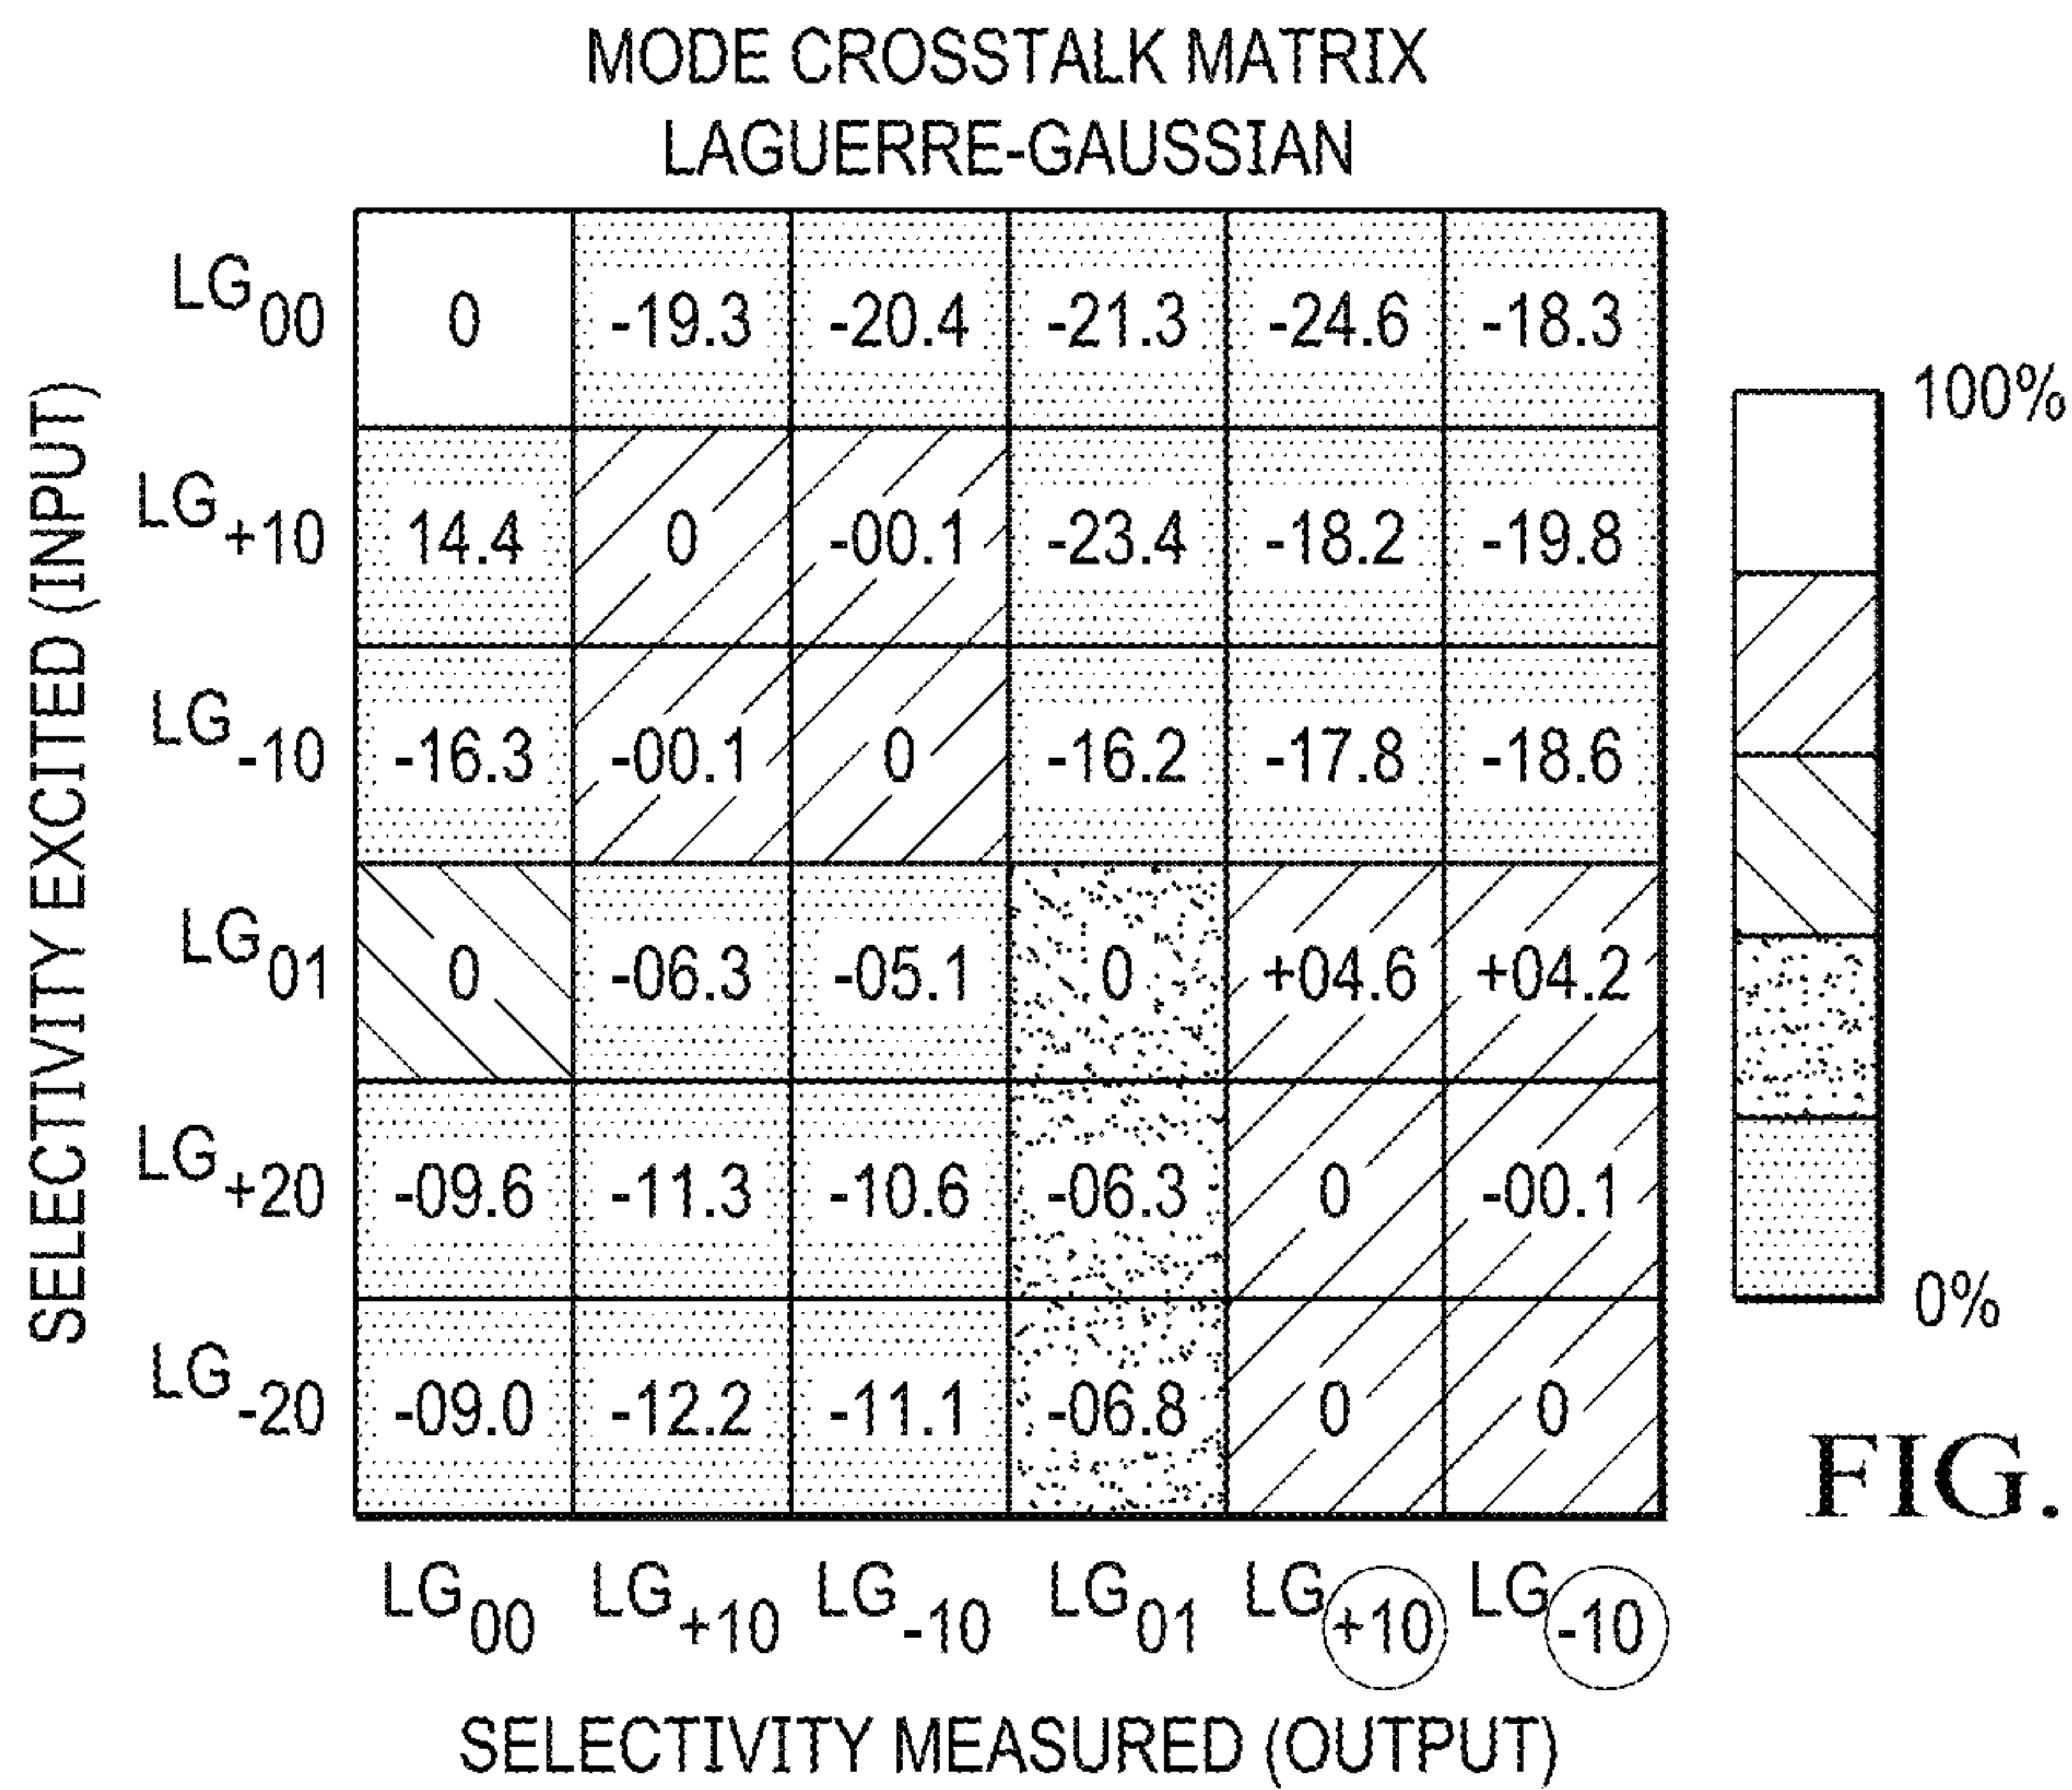 MODE CROSSTALK MATRIX
LAGUERRE-GAUSSIAN
SELECTIVITY EXCITED (INPUT)
LG00 0 -19.3 -20.4 -21.3 -24.6 -18.3
LG+10 14.4 0 -00.1 -23.4 -18.2 -19.8
LG-10 -16.3 -00.1 0 -16.2 -17.8 -18.6
LG01 0 -06.3 -05.1 0 +04.6 +04.2
LG+20 -09.6 -11.3 -10.6 -06.3 0 -00.1
LG-20 -09.0 -12.2 -11.1 -06.8 0 0
LG00 LG+10 LG-10 LG01 LG+10 LG-10
SELECTIVITY MEASURED (OUTPUT)
100%
0%
FIG.